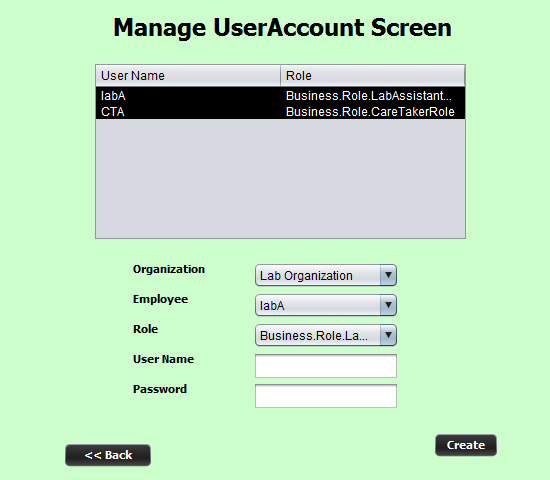 Manage UserAccount Screen
User Name Role
labA Business.Role.LabAssistant...
CTA Business.Role.CareTakerRole
Organization Lab Organization
Employee labA
Role Business.Role.La...
User Name
Password
<< Back
Create